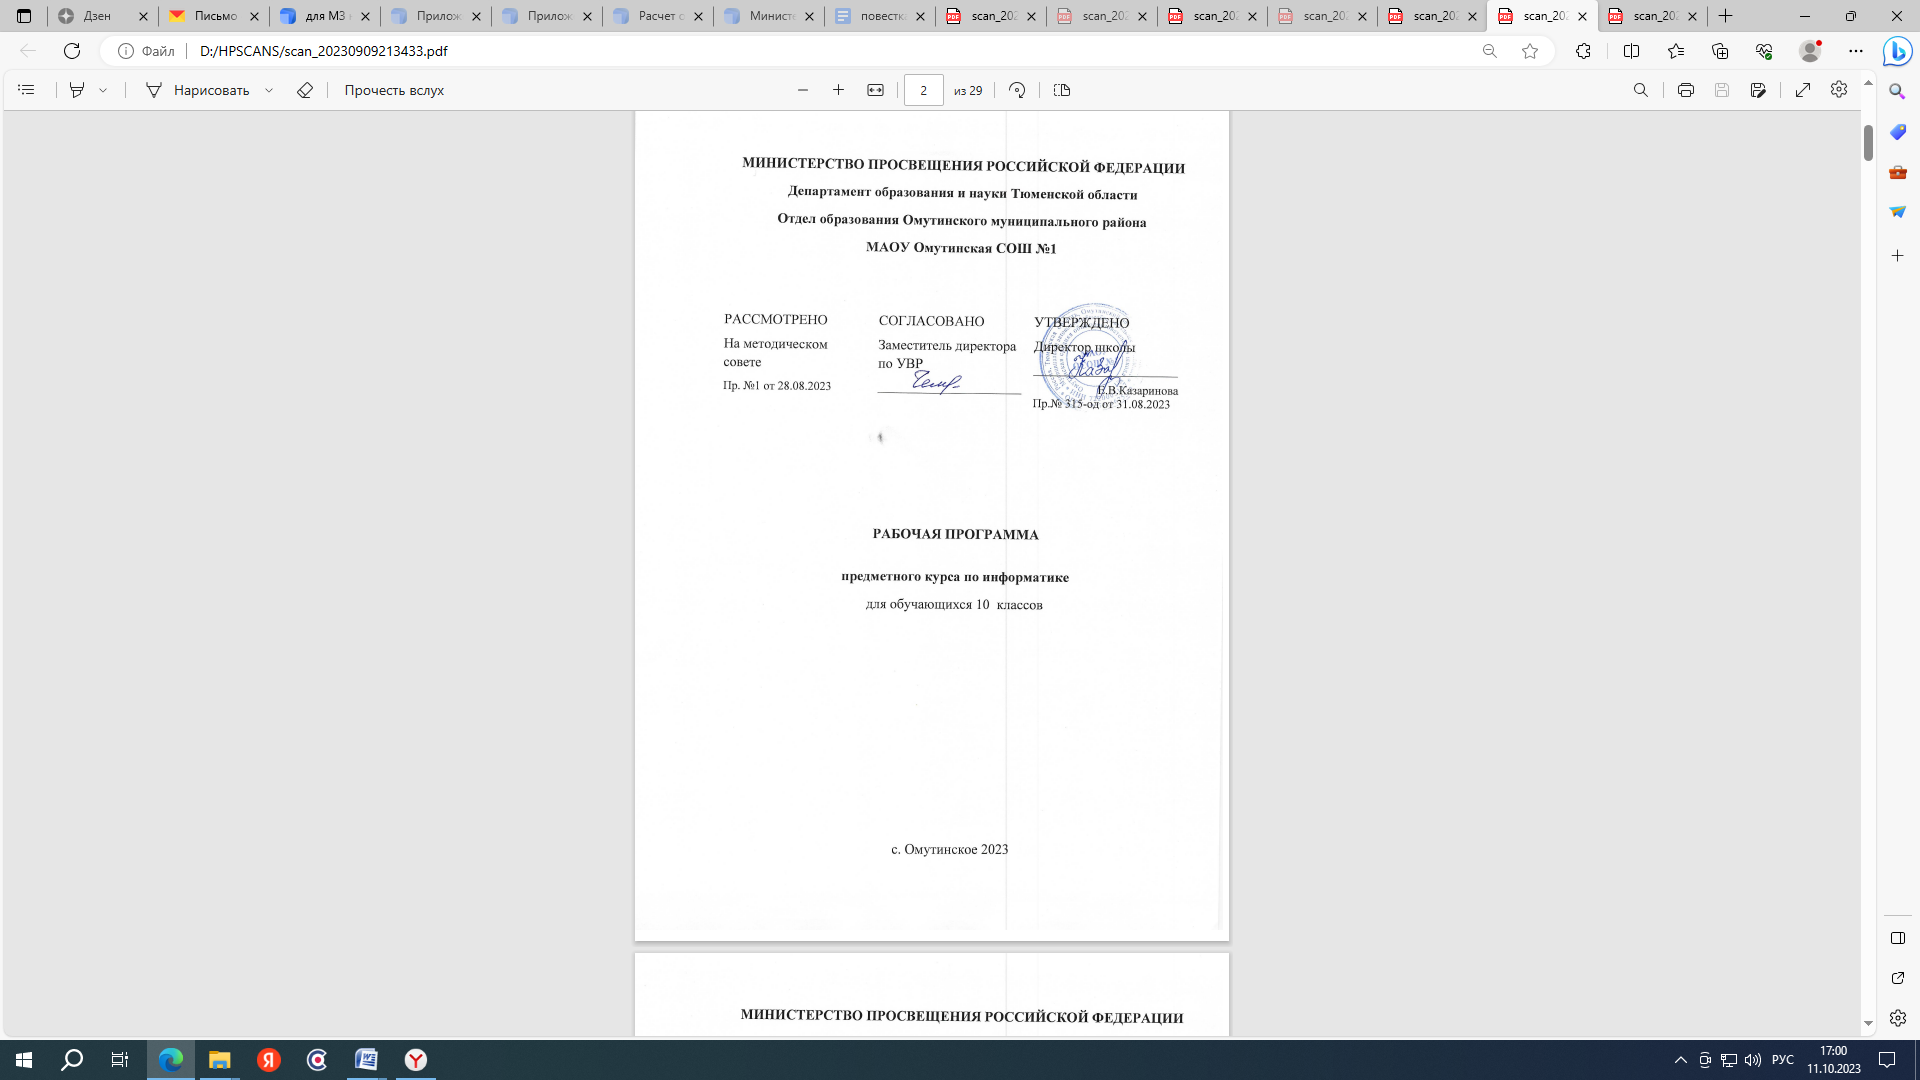 Дзен
Письмо
для МЗ
Прилож
Прилож
Расчет
Министе
повестк
scan_202
scan_202
scan_202
scan_202
scan_202
scan_202
scan_202
Файл
D:/HPSCANS/scan_20230909213433.pdf
Нарисовать
Прочесть вслух
2
из 29
МИНИСТЕРСТВО ПРОСВЕЩЕНИЯ РОССИЙСКОЙ ФЕДЕРАЦИИ
Департамент образования и науки Тюменской области
Отдел образования Омутинского муниципального района
МАОУ Омутинская СОШ №1
РАССМОТРЕНО
На методическом
совете
Пр. №1 от 28.08.2023
СОГЛАСОВАНО
Заместитель директора
по УВР
УТВЕРЖДЕНО
Директор школы
Е.В.Казаринова
Пр.№ 315-од от 31.08.2023
РАБОЧАЯ ПРОГРАММА
предметного курса по информатике
для обучающихся 10 классов
с. Омутинское 2023
МИНИСТЕРСТВО ПРОСВЕЩЕНИЯ РОССИЙСКОЙ ФЕДЕРАЦИИ
РУС
17:00
11.10.2023